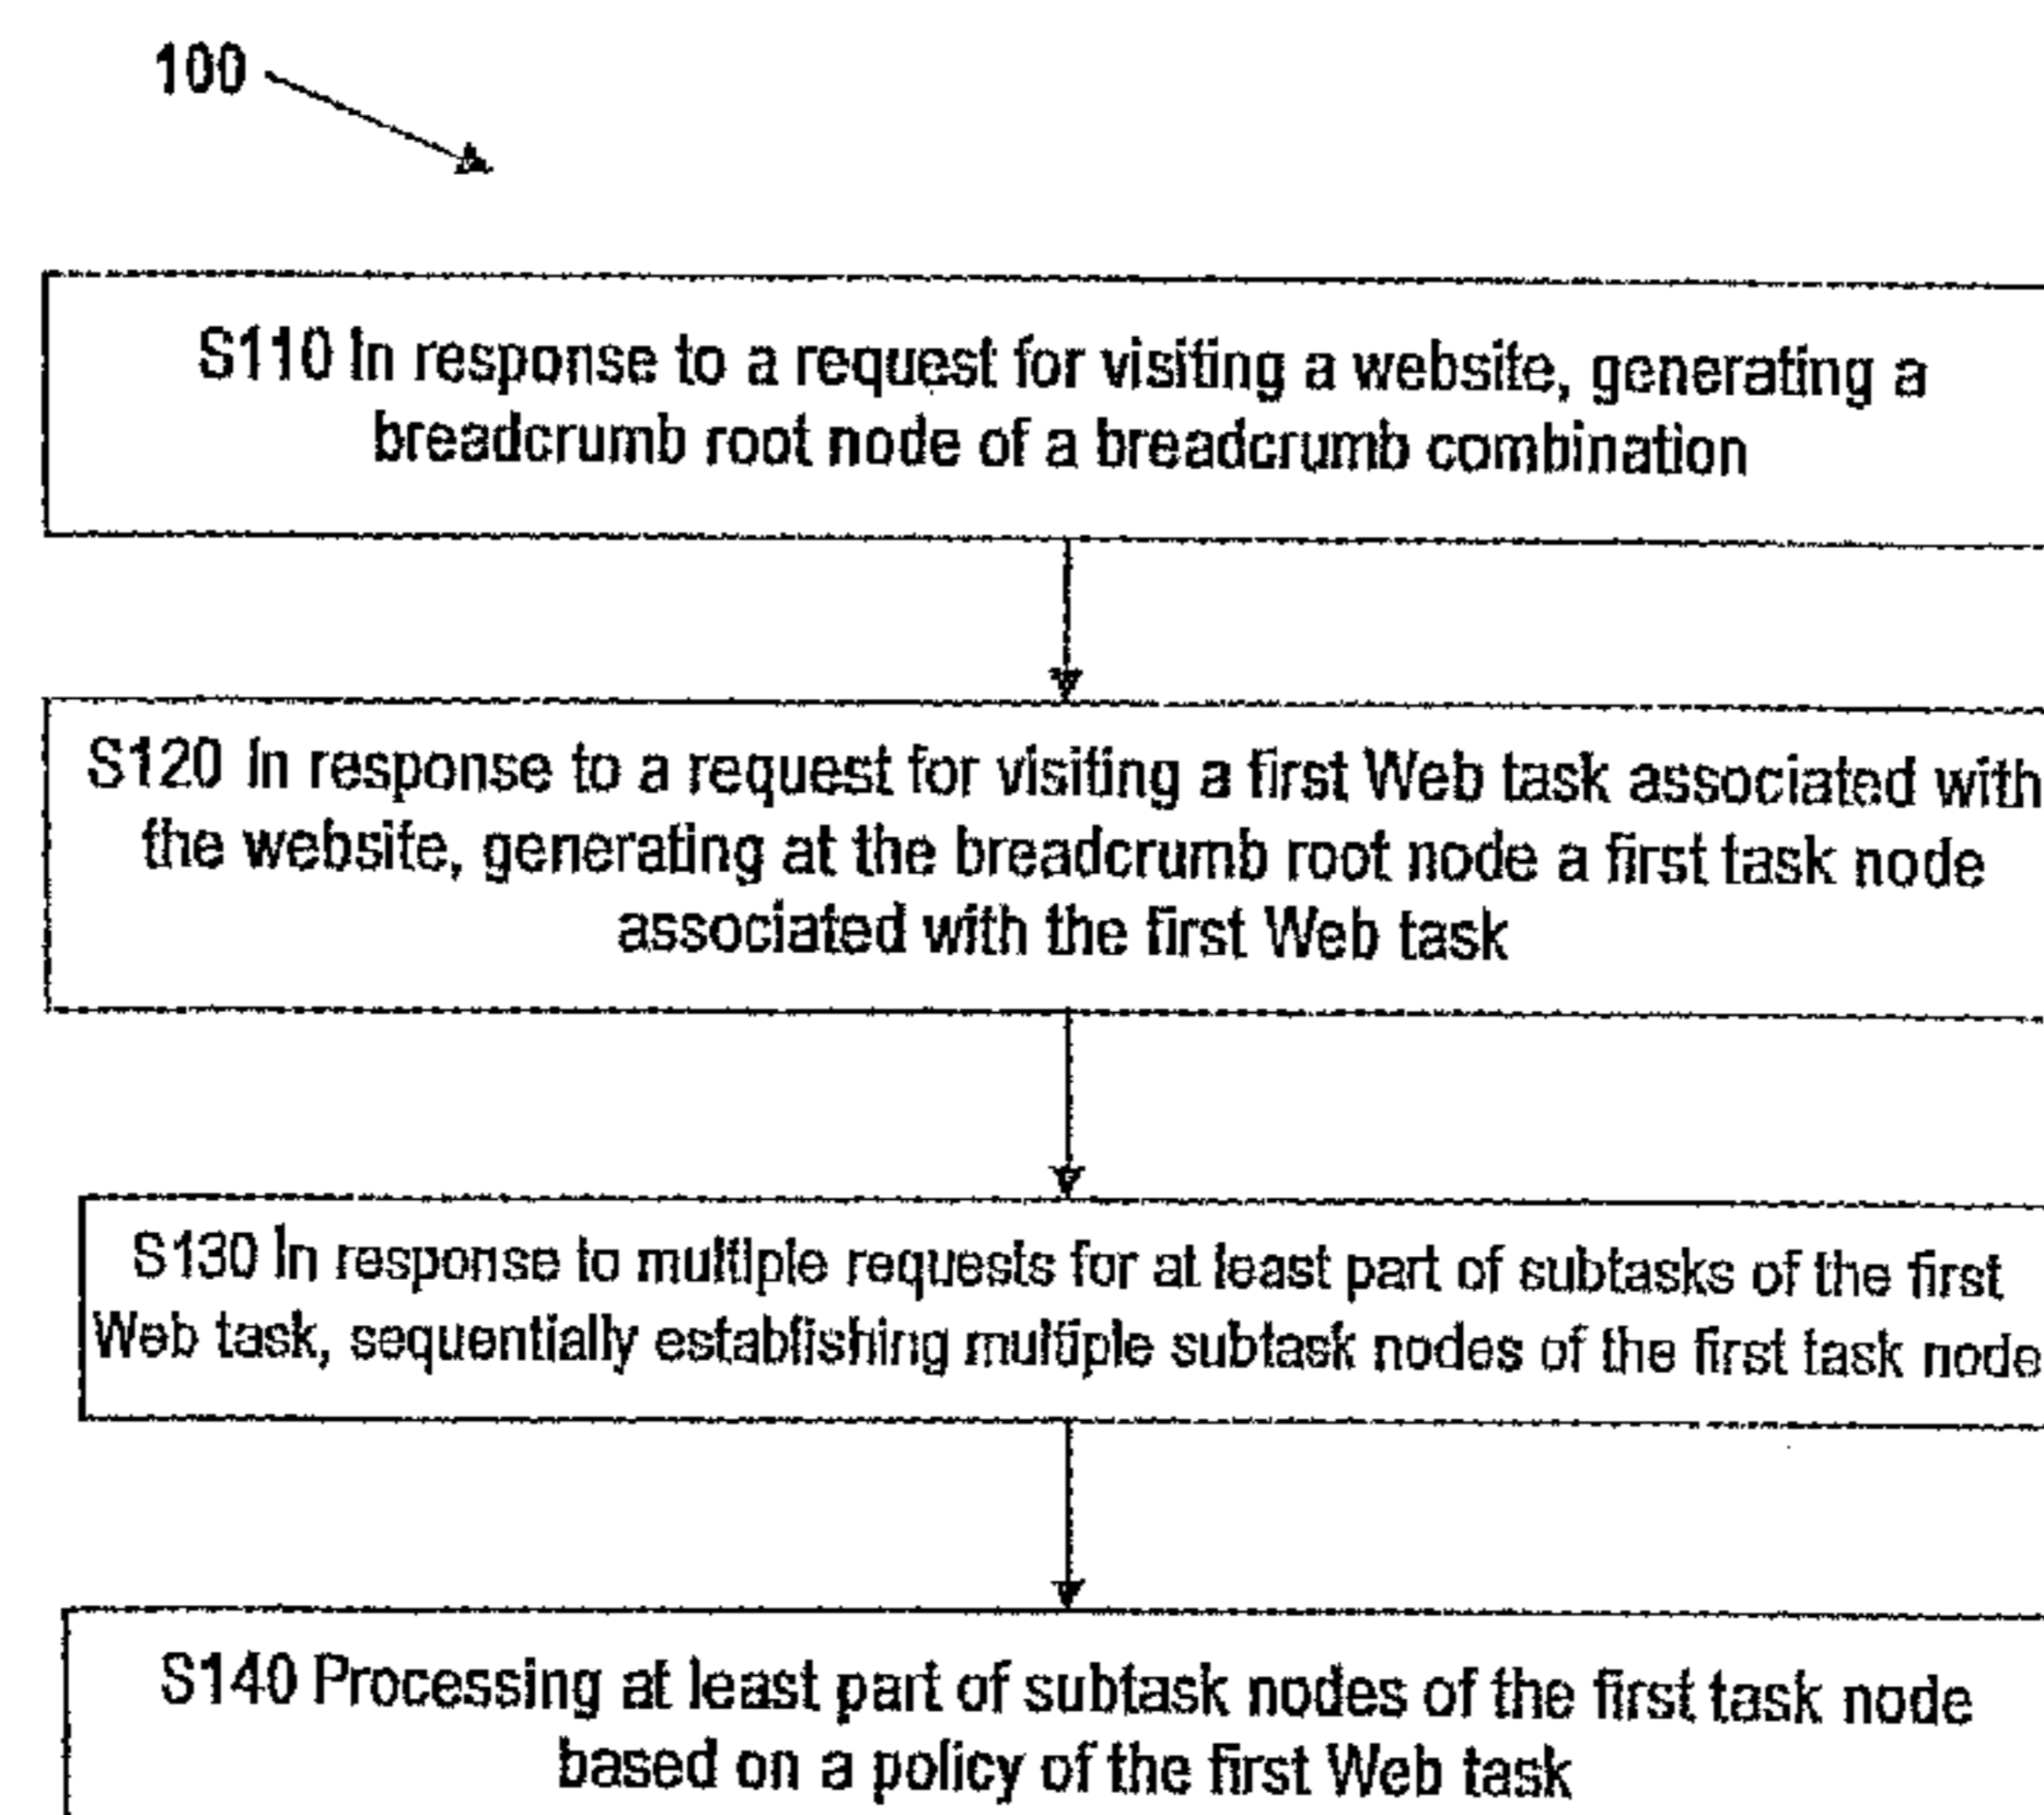 100
S110 In response to a request for visiting a website, generating a
breadcrumb root node of a breadcrumb combination
S120 In response to a request for visiting a first Web task associated with
the website, generating at the breadcrumb root node a first task node
associated with the first Web task
S130 In response to multiple requests for at least part of subtasks of the first
Web task, sequentially establishing multiple subtask nodes of the first task node
S140 Processing at least part of subtask nodes of the first task node
based on a policy of the first Web task